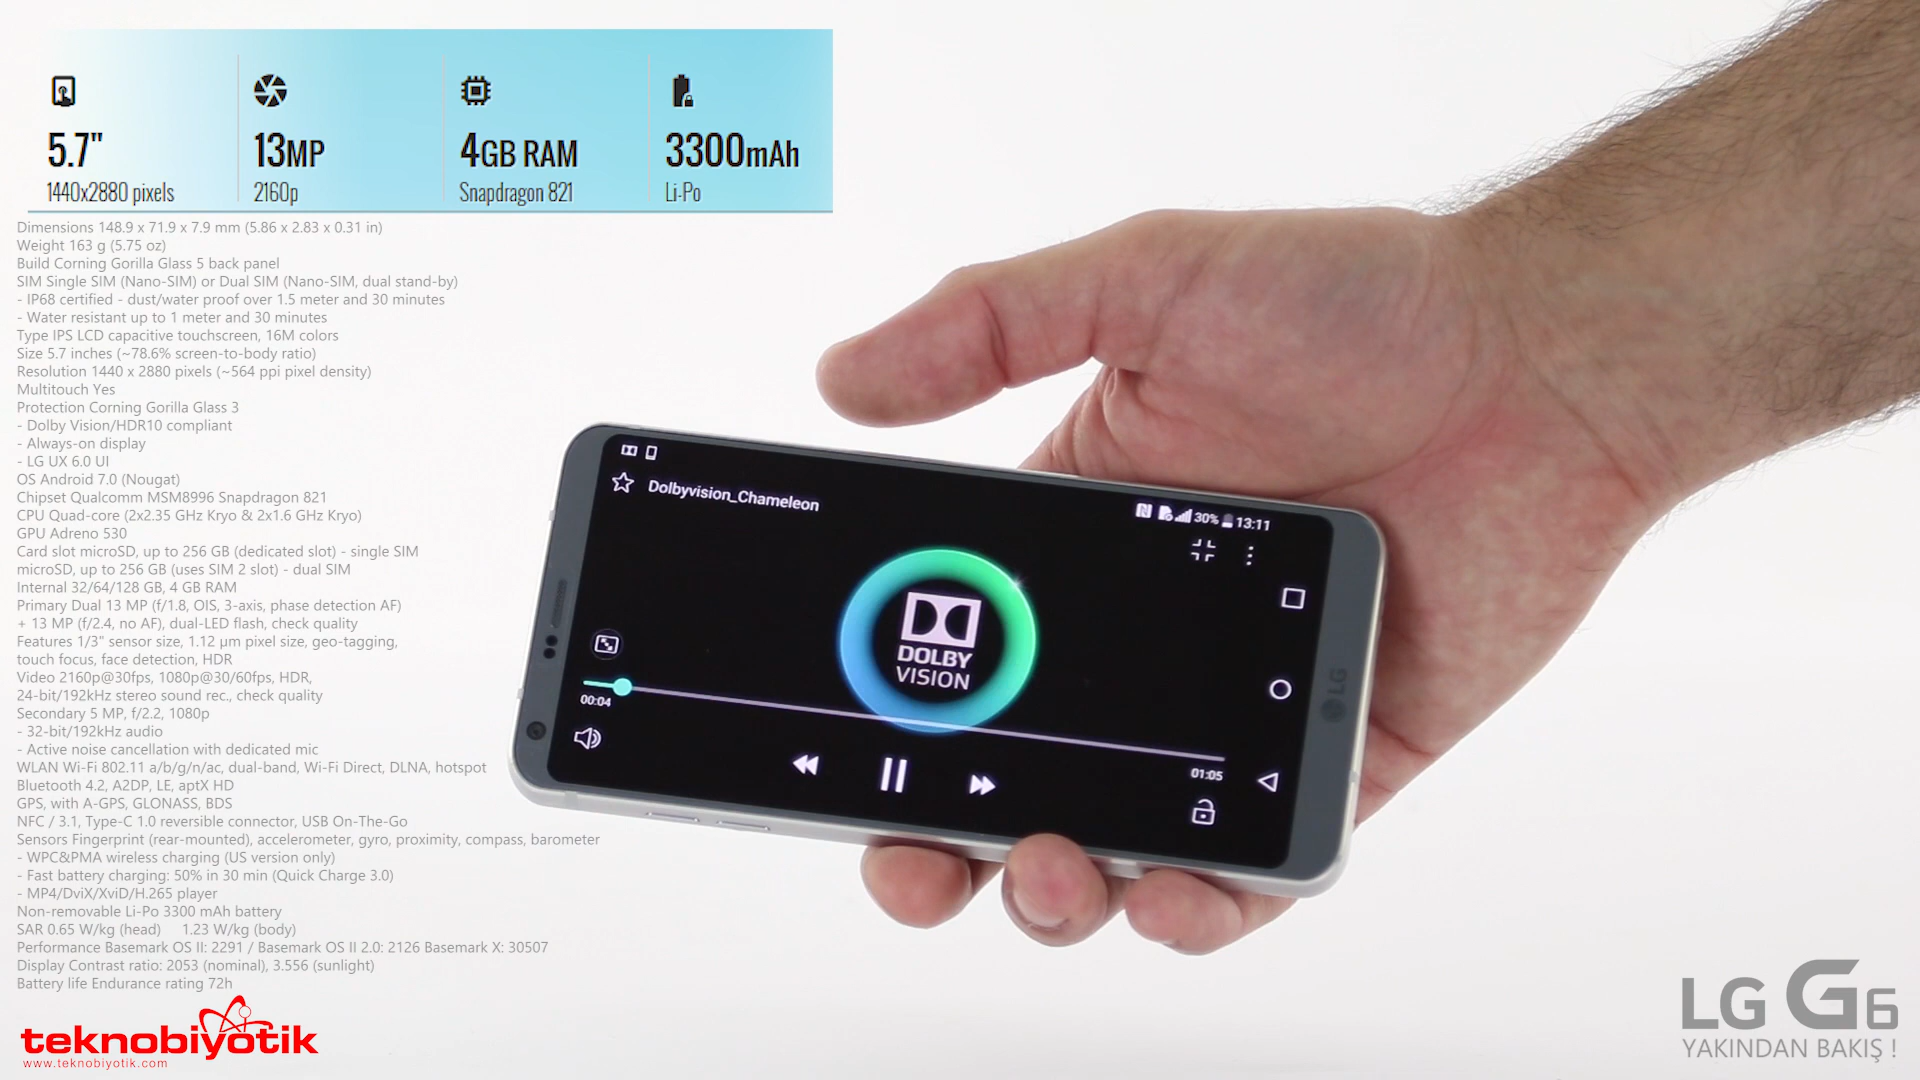 5.7"
1440x2880 pixels
13MP
2160p
4GB RAM
Snapdragon 821
3300mAh
Li-Po
Dimensions 148.9 x 71.9 x 7.9 mm (5.86 x 2.83 x 0.31 in)
Weight 163 g (5.75 oz)
Build Corning Gorilla Glass 5 back panel
SIM Single SIM (Nano-SIM) or Dual SIM (Nano-SIM, dual stand-by)
- IP68 certified - dust/water proof over 1.5 meter and 30 minutes
- Water resistant up to 1 meter and 30 minutes
Type IPS LCD capacitive touchscreen, 16M colors
Size 5.7 inches (~78.6% screen-to-body ratio)
Resolution 1440 x 2880 pixels (~564 ppi pixel density)
Multitouch Yes
Protection Corning Gorilla Glass 3
- Dolby Vision/HDR10 compliant
- Always-on display
- LG UX 6.0 UI
OS Android 7.0 (Nougat)
Chipset Qualcomm MSM8996 Snapdragon 821
CPU Quad-core (2x2.35 GHz Kryo & 2x1.6 GHz Kryo)
GPU Adreno 530
Card slot microSD, up to 256 GB (dedicated slot) - single SIM
microSD, up to 256 GB (uses SIM 2 slot) - dual SIM
Internal 32/64/128 GB, 4 GB RAM
Primary Dual 13 MP (f/1.8, OIS, 3-axis, phase detection AF)
+ 13 MP (f/2.4, no AF), dual-LED flash, check quality
Features 1/3" sensor size, 1.12 µm pixel size, geo-tagging,
touch focus, face detection, HDR
Video 2160p@30fps, 1080p@30/60fps, HDR,
24-bit/192kHz stereo sound rec., check quality
Secondary 5 MP, f/2.2, 1080p
- 32-bit/192kHz audio
- Active noise cancellation with dedicated mic
WLAN Wi-Fi 802.11 a/b/g/n/ac, dual-band, Wi-Fi Direct, DLNA, hotspot
Bluetooth 4.2, A2DP, LE, aptX HD
GPS, with A-GPS, GLONASS, BDS
NFC / 3.1, Type-C 1.0 reversible connector, USB On-The-Go
Sensors Fingerprint (rear-mounted), accelerometer, gyro, proximity, compass, barometer
- WPC&PMA wireless charging (US version only)
- Fast battery charging: 50% in 30 min (Quick Charge 3.0)
- MP4/DviX/XviD/H.265 player
Non-removable Li-Po 3300 mAh battery
SAR 0.65 W/kg (head) 1.23 W/kg (body)
Performance Basemark OS II: 2291 / Basemark OS II 2.0: 2126 Basemark X: 30507
Display Contrast ratio: 2053 (nominal), 3.556 (sunlight)
Battery life Endurance rating 72h
teknobiyotik
www.teknobiyotik.com
Dolbyvision_Chameleon
30% 13:11
DOLBY
VISION
00:04
01:05
LG
LG G6
YAKINDAN BAKIŞ !